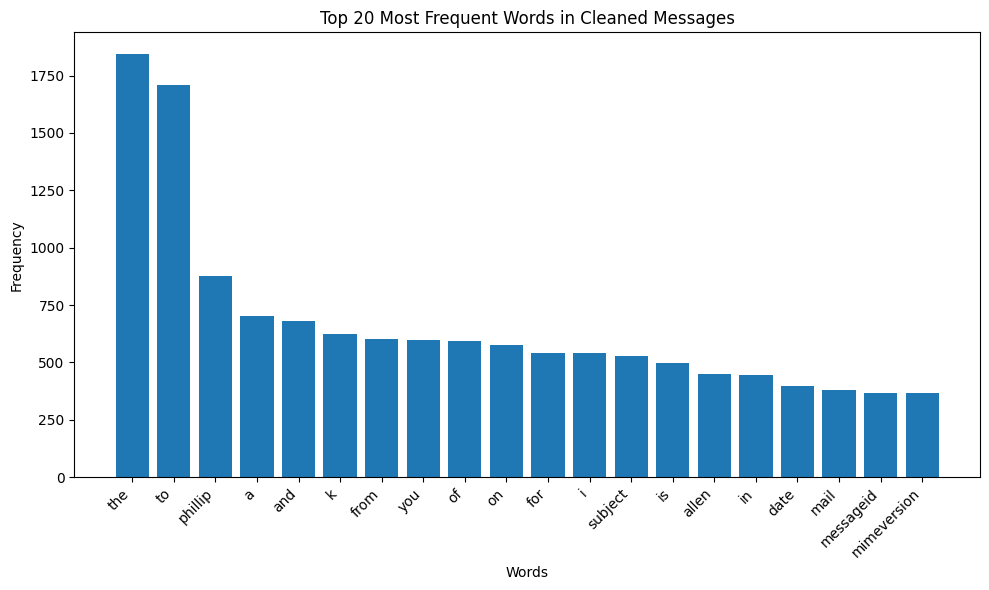 Top 20 Most Frequent Words in Cleaned Messages
Frequency
1750
1500
1250
1000
750
500
250
0
the
to
phillip
a
and
k
from
you
of
on
for
i
subject
is
allen
in
date
mail
messageid
mimeversion
Words